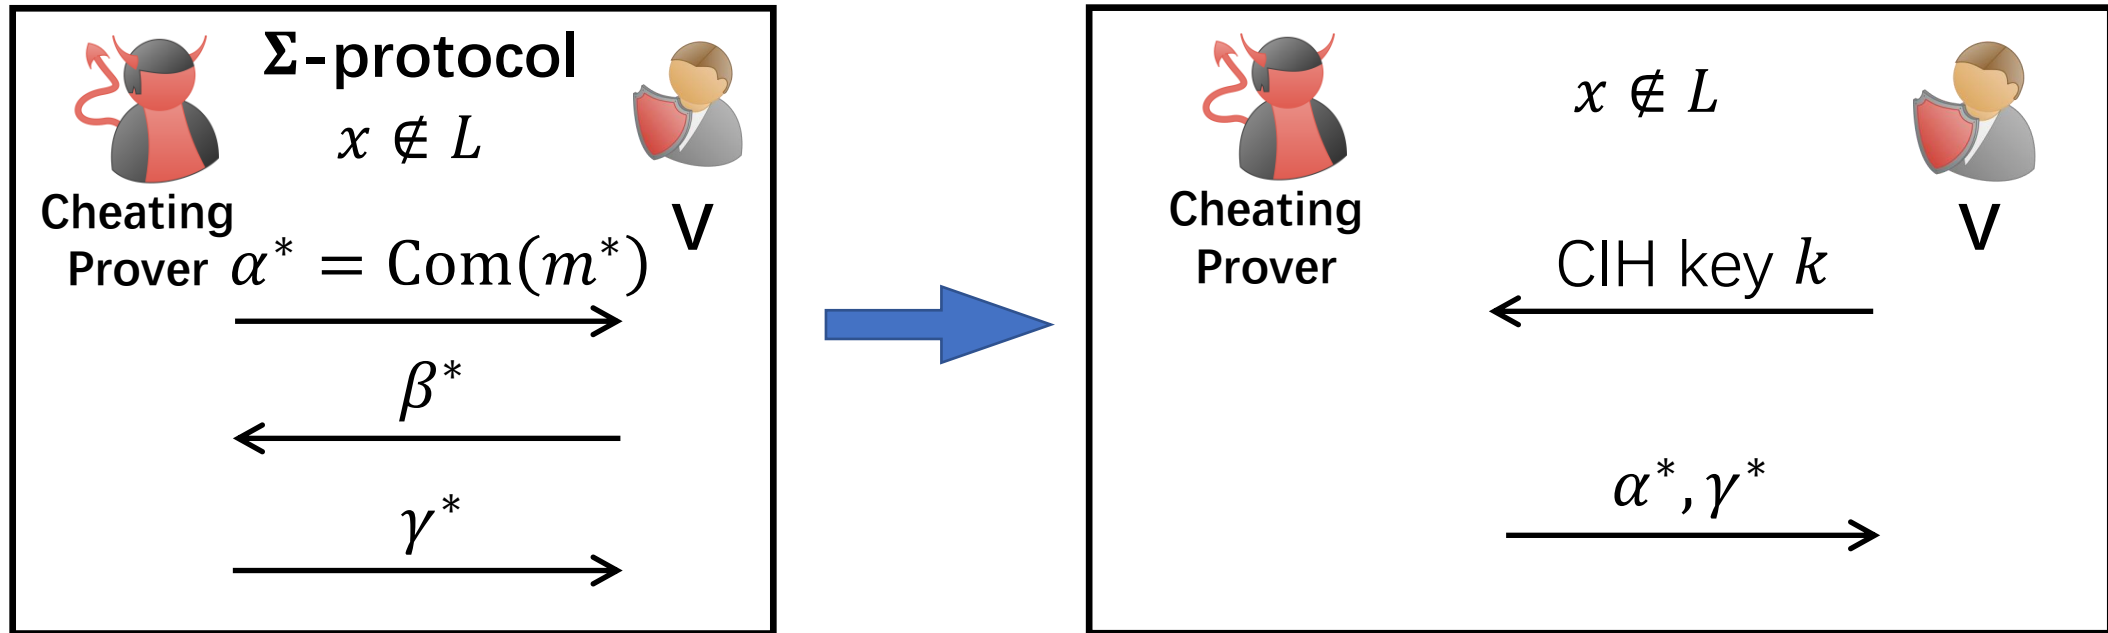 𝚺-protocol
x ∉ L
Cheating
Prover
V
α* = Com(m*)
β*
γ*
x ∉ L
Cheating
Prover
V
CIH key k
α*, γ*